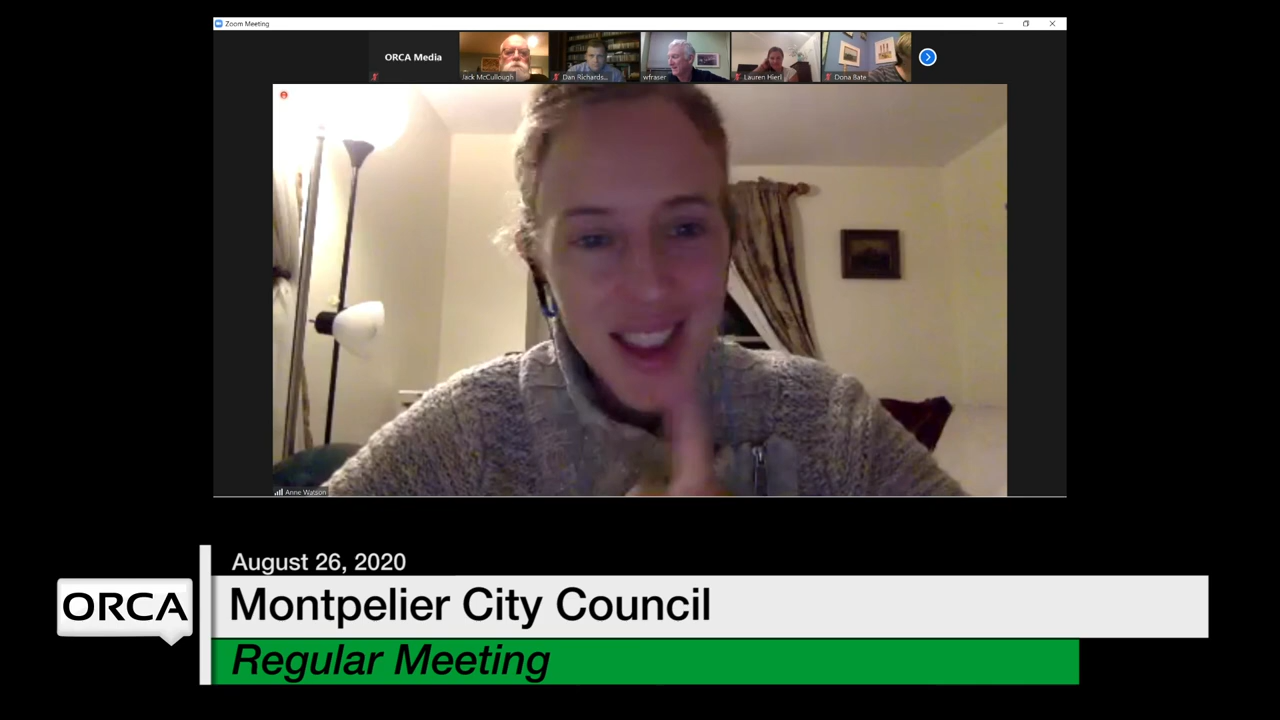 Zoom Meeting
ORCA Media
Jack McCullough
Dan Richards...
wfraser
Lauren Hierl
Dona Bate
Anne Watson
August 26, 2020
ORCA
Montpelier City Council
Regular Meeting